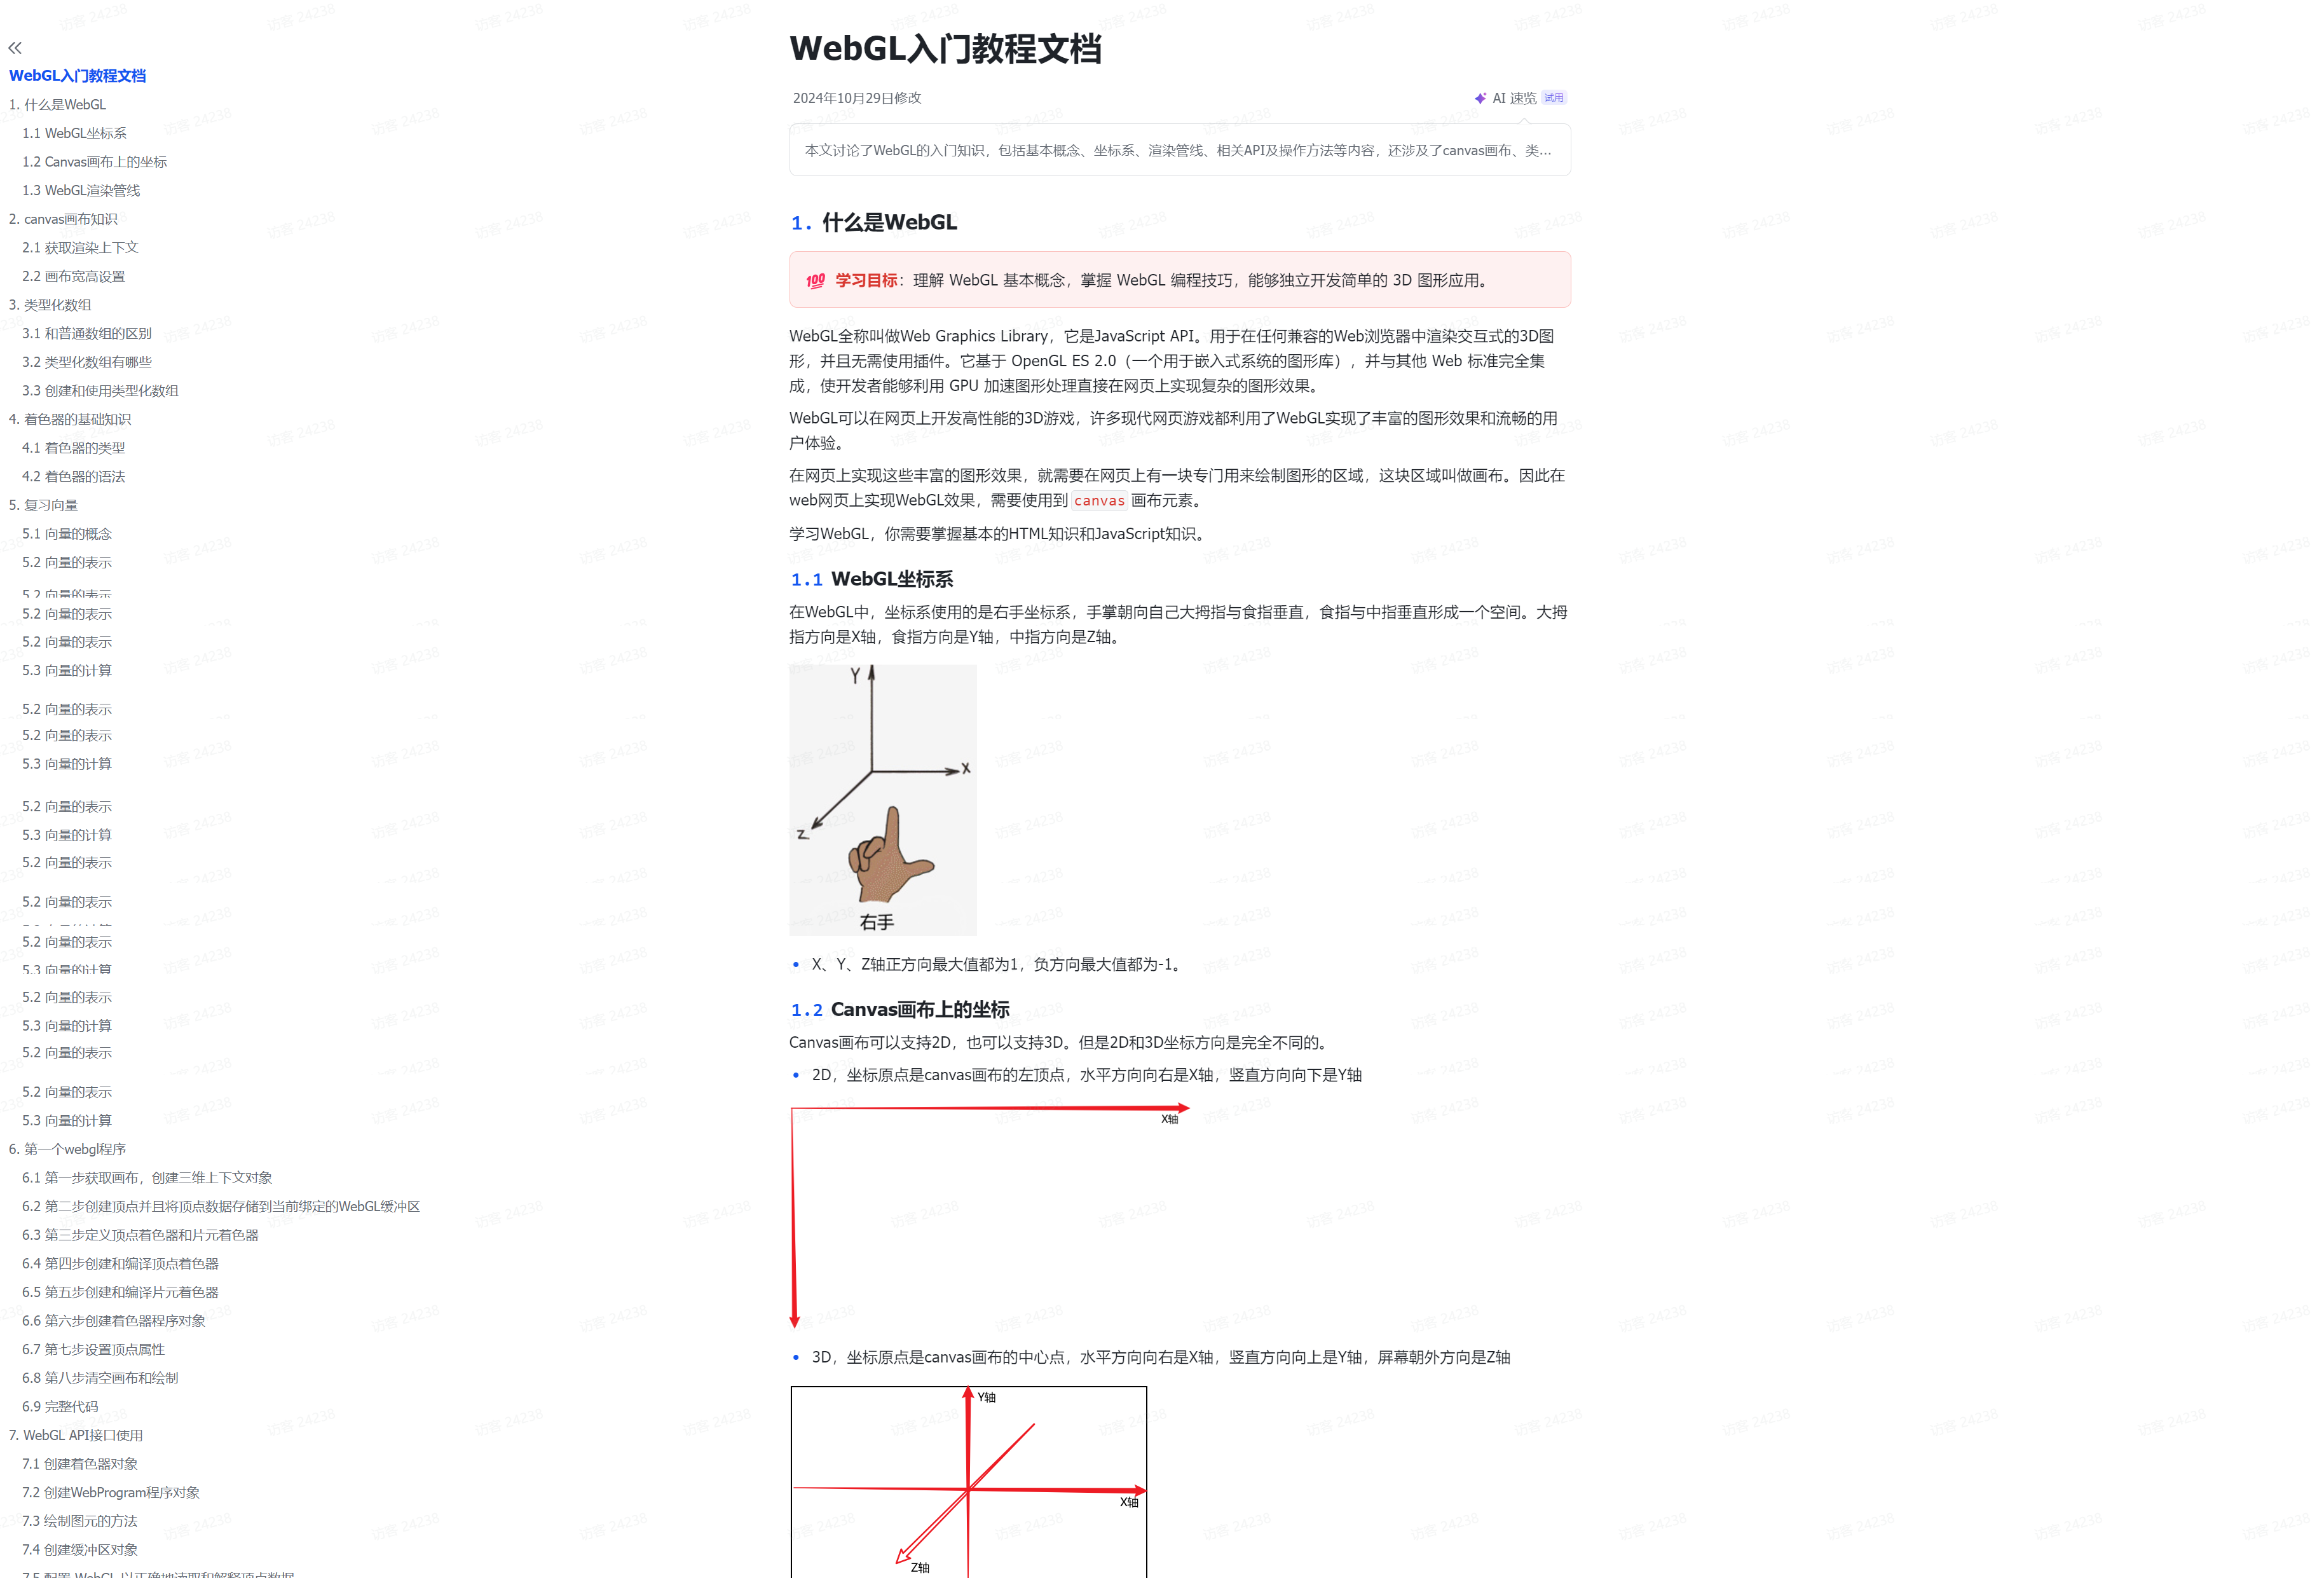 WebGL入门教程文档
1. 什么是WebGL
1.1 WebGL坐标系
1.2 Canvas画布上的坐标
1.3 WebGL渲染管线
2. canvas画布知识
2.1 获取渲染上下文
2.2 画布宽高设置
3. 类型化数组
3.1 和普通数组的区别
3.2 类型化数组有哪些
3.3 创建和使用类型化数组
4. 着色器的基础知识
4.1 着色器的类型
4.2 着色器的语法
5. 复习向量
5.1 向量的概念
5.2 向量的表示
5.2 向量的表示
5.2 向量的表示
5.2 向量的表示
5.3 向量的计算
5.2 向量的表示
5.2 向量的表示
5.3 向量的计算
5.2 向量的表示
5.3 向量的计算
5.2 向量的表示
5.2 向量的表示
5.2 向量的表示
5.3 向量的计算
5.2 向量的表示
5.3 向量的计算
5.2 向量的表示
5.2 向量的表示
5.3 向量的计算
6. 第一个webgl程序
6.1 第一步获取画布，创建三维上下文对象
6.2 第二步创建顶点并且将顶点数据存储到当前绑定的WebGL缓冲区
6.3 第三步定义顶点着色器和片元着色器
6.4 第四步创建和编译顶点着色器
6.5 第五步创建和编译片元着色器
6.6 第六步创建着色器程序对象
6.7 第七步设置顶点属性
6.8 第八步清空画布和绘制
6.9 完整代码
7. WebGL API接口使用
7.1 创建着色器对象
7.2 创建WebProgram程序对象
7.3 绘制图元的方法
7.4 创建缓冲区对象
7.5 配置 WebGL 以正确地读取和解释顶点数据
WebGL入门教程文档
2024年10月29日修改
AI 速览 试用
本文讨论了WebGL的入门知识，包括基本概念、坐标系、渲染管线、相关API及操作方法等内容，还涉及了canvas画布、类...
1. 什么是WebGL
💯 学习目标：理解 WebGL 基本概念，掌握 WebGL 编程技巧，能够独立开发简单的 3D 图形应用。
WebGL全称叫做Web Graphics Library，它是JavaScript API。用于在任何兼容的Web浏览器中渲染交互式的3D图
形，并且无需使用插件。它基于 OpenGL ES 2.0（一个用于嵌入式系统的图形库），并与其他 Web 标准完全集
成，使开发者能够利用 GPU 加速图形处理直接在网页上实现复杂的图形效果。
WebGL可以在网页上开发高性能的3D游戏，许多现代网页游戏都利用了WebGL实现了丰富的图形效果和流畅的用
户体验。
在网页上实现这些丰富的图形效果，就需要在网页上有一块专门用来绘制图形的区域，这块区域叫做画布。因此在
web网页上实现WebGL效果，需要使用到 canvas 画布元素。
学习WebGL，你需要掌握基本的HTML知识和JavaScript知识。
1.1 WebGL坐标系
在WebGL中，坐标系使用的是右手坐标系，手掌朝向自己大拇指与食指垂直，食指与中指垂直形成一个空间。大拇
指方向是X轴，食指方向是Y轴，中指方向是Z轴。
Y
X
Z
右手
• X、Y、Z轴正方向最大值都为1，负方向最大值都为-1。
1.2 Canvas画布上的坐标
Canvas画布可以支持2D，也可以支持3D。但是2D和3D坐标方向是完全不同的。
• 2D，坐标原点是canvas画布的左顶点，水平方向向右是X轴，竖直方向向下是Y轴
X轴
• 3D，坐标原点是canvas画布的中心点，水平方向向右是X轴，竖直方向向上是Y轴，屏幕朝外方向是Z轴
Y轴
X轴
Z轴
访客 24238